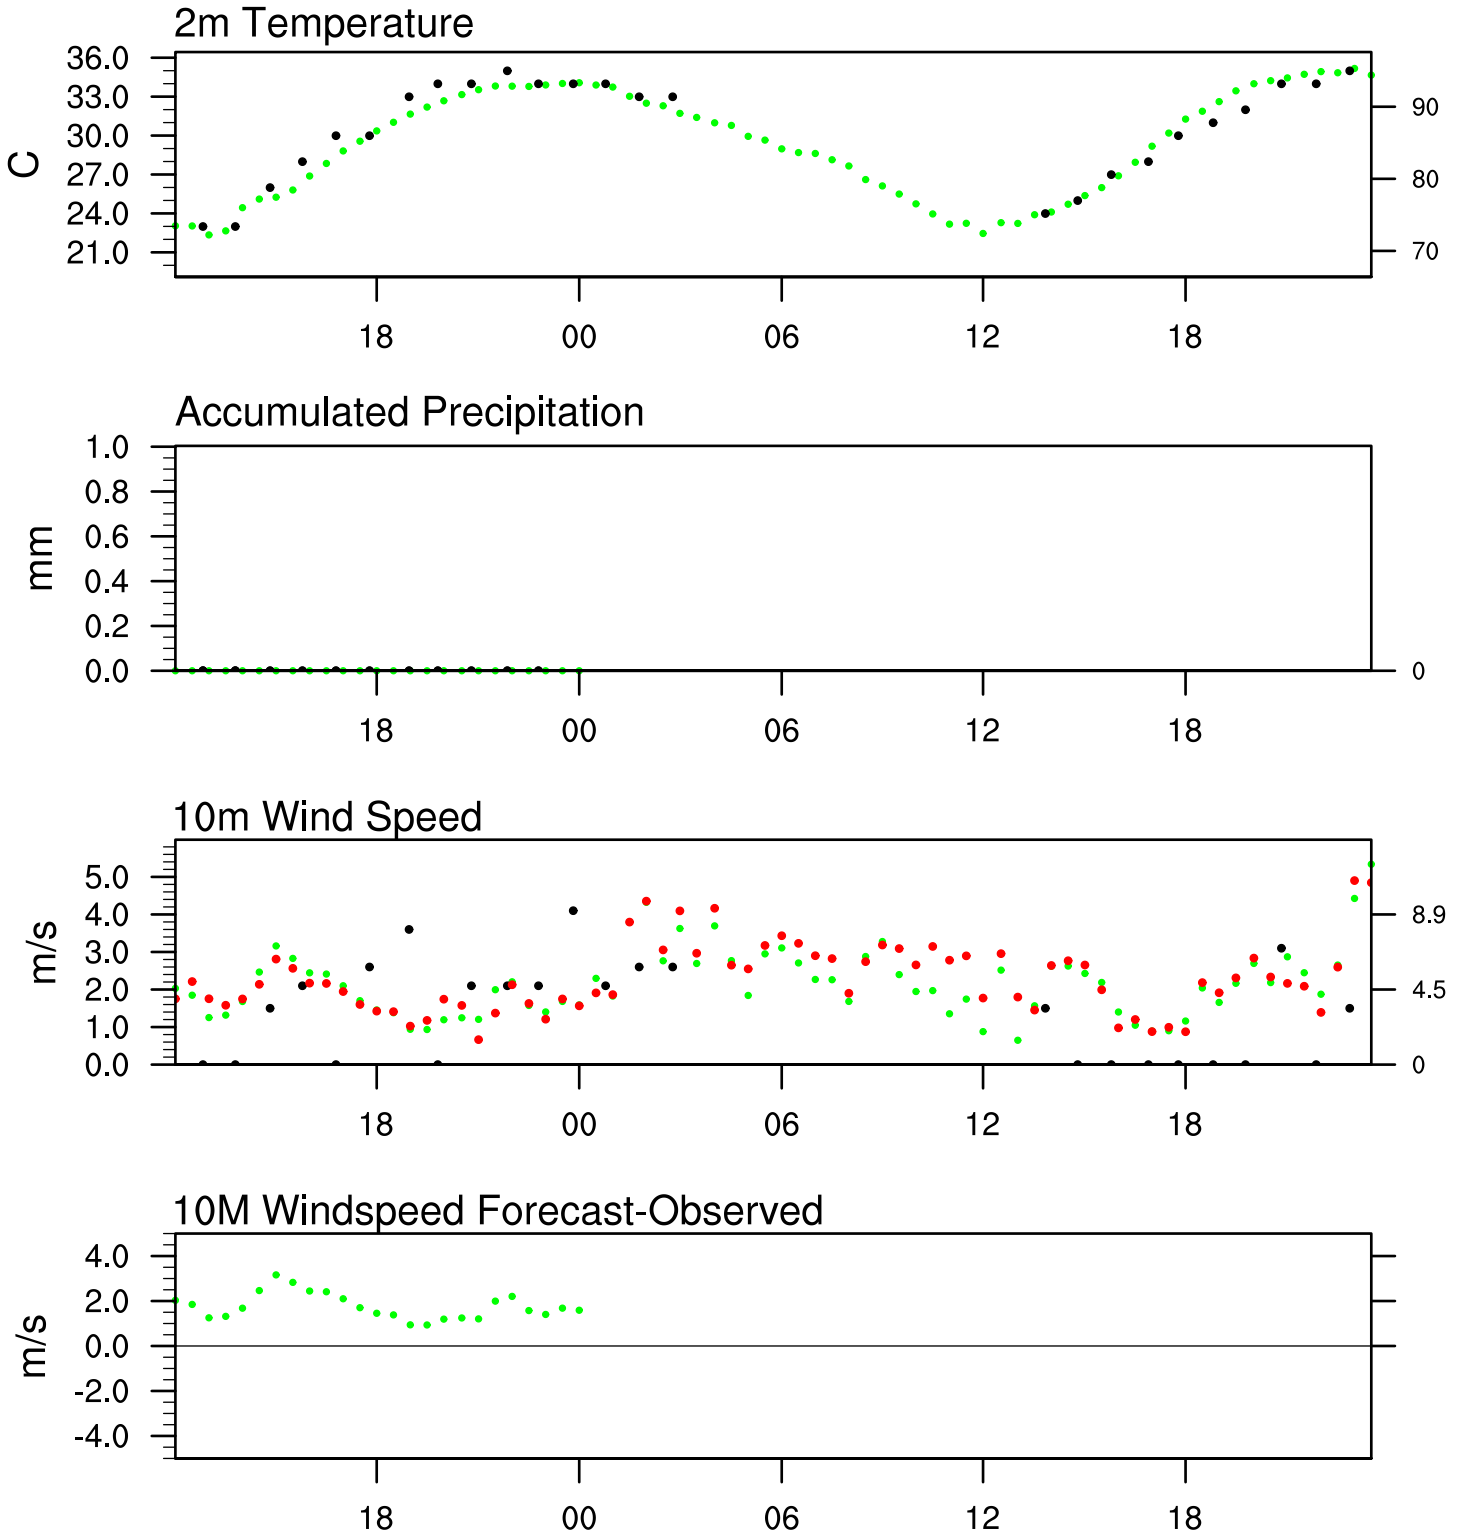 2m Temperature
36.0
33.0
90
30.0
C
27.0
80
24.0
21.0
70
18 00 06 12 18
Accumulated Precipitation
1.0
0.8
0.6
mm
0.4
0.2
0.0
0
18 00 06 12 18
10m Wind Speed
5.0
4.0
8.9
3.0
m/s
2.0
4.5
1.0
0.0
0
18 00 06 12 18
10M Windspeed Forecast-Observed
4.0
2.0
m/s
0.0
-2.0
-4.0
18 00 06 12 18